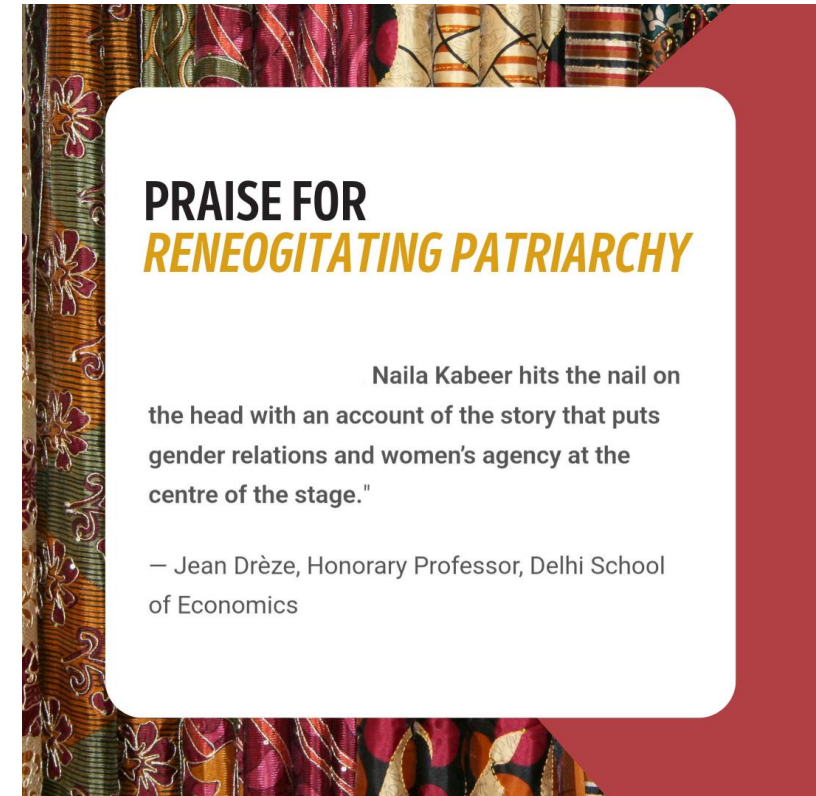 PRAISE FOR
RENEOGITATING PATRIARCHY
Naila Kabeer hits the nail on
the head with an account of the story that puts
gender relations and women’s agency at the
centre of the stage."
— Jean Drèze, Honorary Professor, Delhi School
of Economics